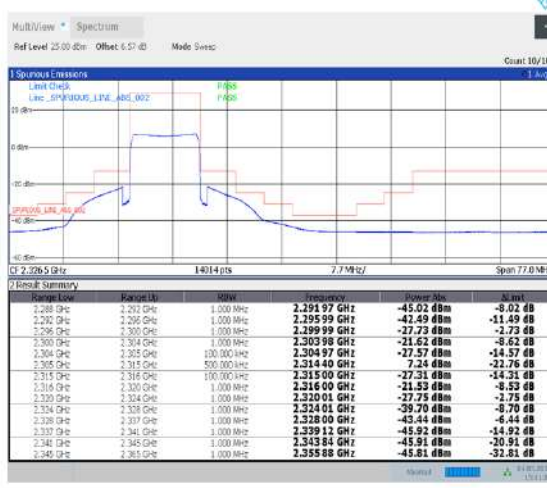 MultiView Spectrum
Ref Level 25.00 dBm Offset 6.57 dB Mode Sweep
Count 10/10
1 Spurious Emissions 1 Avg
Limit Check PASS
Line _SPURIOUS_LINE_ABS_002 PASS
20 dBm
0 dBm
-20 dBm
_SPURIOUS_LINE_ABS_002
-40 dBm
-60 dBm
CF 2.3265 GHz 14014 pts 7.7 MHz/ Span 77.0 MH
2 Result Summary
Range Low Range Up RBW Frequency Power Abs ΔLimit
2.288 GHz 2.292 GHz 1.000 MHz 2.29197 GHz -45.02 dBm -8.02 dB
2.292 GHz 2.296 GHz 1.000 MHz 2.29599 GHz -42.49 dBm -11.49 dB
2.296 GHz 2.300 GHz 1.000 MHz 2.29999 GHz -27.73 dBm -2.73 dB
2.300 GHz 2.304 GHz 1.000 MHz 2.30398 GHz -21.62 dBm -8.62 dB
2.304 GHz 2.305 GHz 100.000 kHz 2.30497 GHz -27.57 dBm -14.57 dB
2.305 GHz 2.315 GHz 500.000 kHz 2.31440 GHz 7.24 dBm -22.76 dB
2.315 GHz 2.316 GHz 100.000 kHz 2.31500 GHz -27.31 dBm -14.31 dB
2.316 GHz 2.320 GHz 1.000 MHz 2.31600 GHz -21.53 dBm -8.53 dB
2.320 GHz 2.324 GHz 1.000 MHz 2.32001 GHz -27.75 dBm -2.75 dB
2.324 GHz 2.328 GHz 1.000 MHz 2.32401 GHz -39.70 dBm -8.70 dB
2.328 GHz 2.337 GHz 1.000 MHz 2.32800 GHz -43.44 dBm -6.44 dB
2.337 GHz 2.341 GHz 1.000 MHz 2.33912 GHz -45.92 dBm -14.92 dB
2.341 GHz 2.345 GHz 1.000 MHz 2.34384 GHz -45.91 dBm -20.91 dB
2.345 GHz 2.365 GHz 1.000 MHz 2.35588 GHz -45.81 dBm -32.81 dB